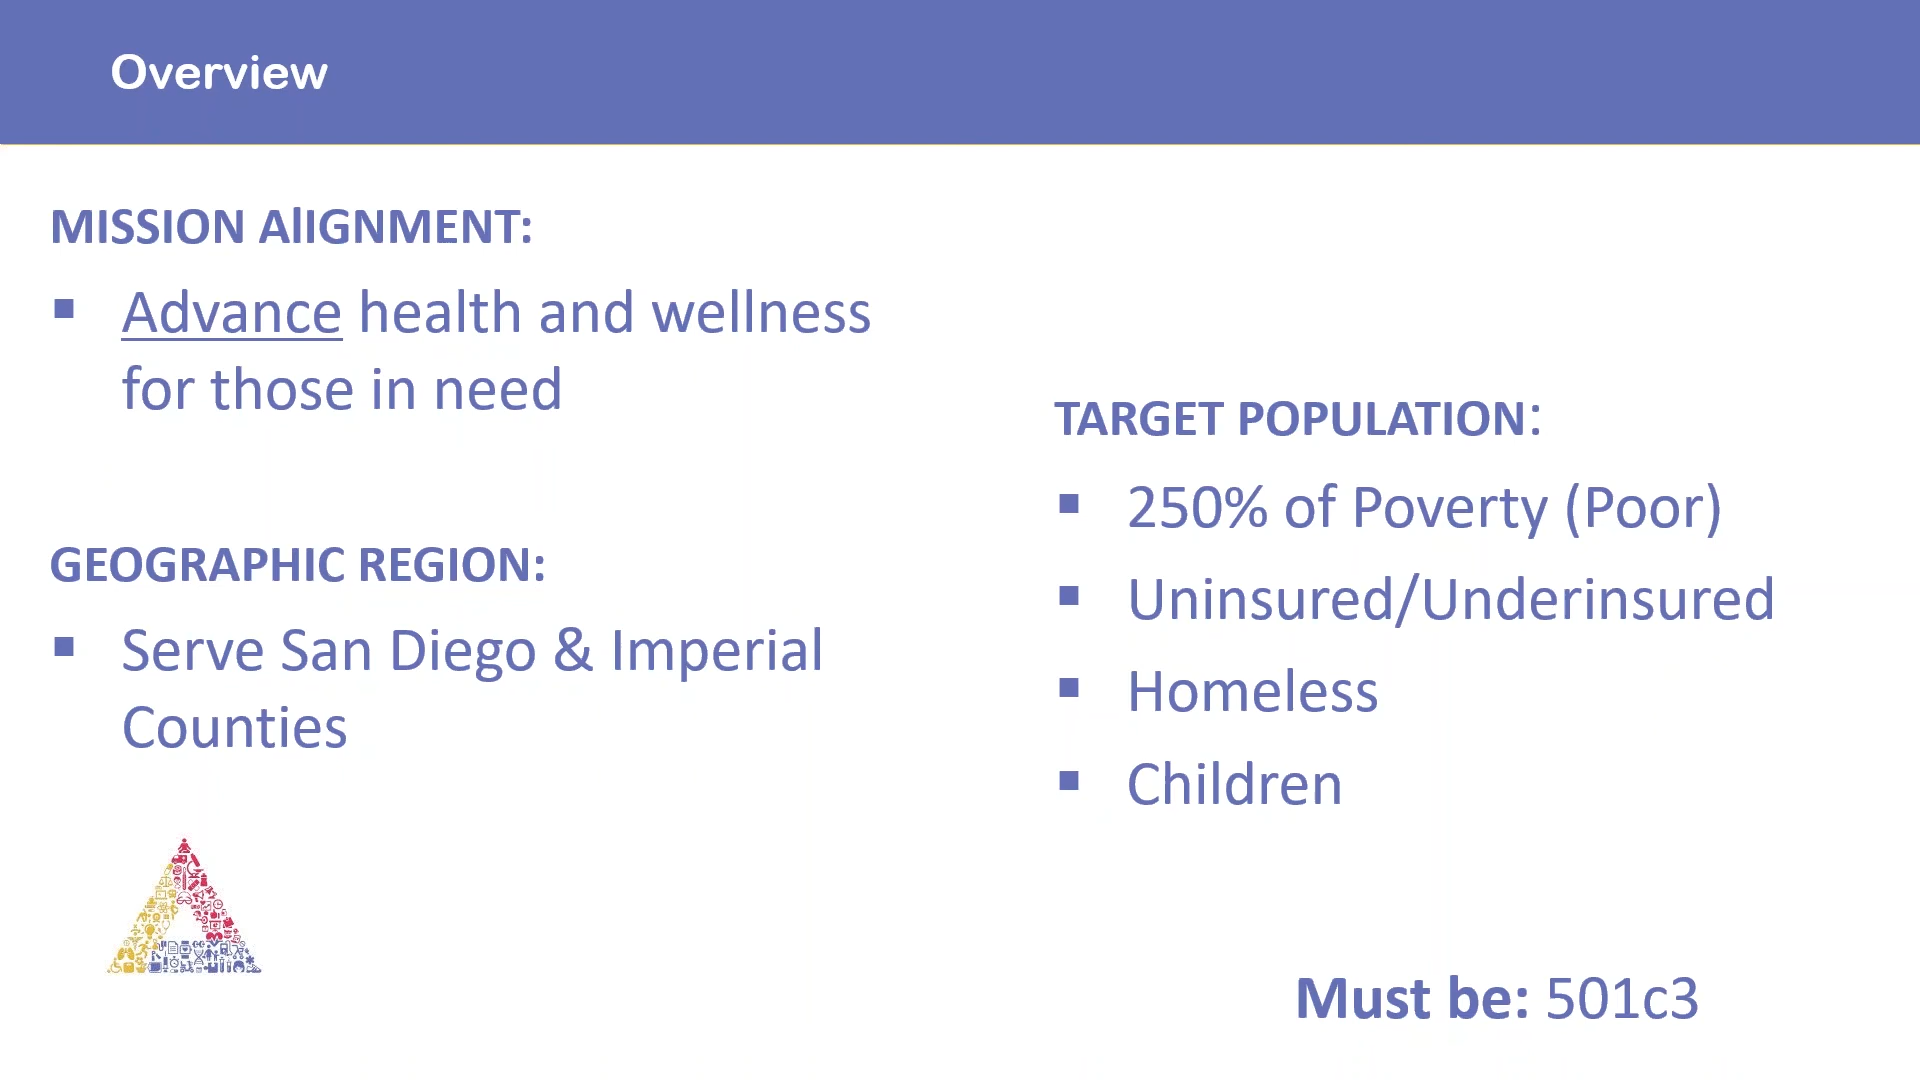 Overview
MISSION AlIGNMENT:
▪ Advance health and wellness
for those in need
GEOGRAPHIC REGION:
▪ Serve San Diego & Imperial
Counties
TARGET POPULATION:
▪ 250% of Poverty (Poor)
▪ Uninsured/Underinsured
▪ Homeless
▪ Children
Must be: 501c3